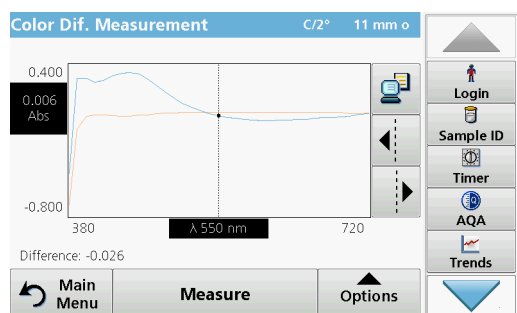 Color Dif. Measurement C/2° 11 mm o
0.400
0.006
Abs
-0.800
380 λ 550 nm 720
Difference: -0.026
Main
Menu
Measure
Options
Login
Sample ID
Timer
AQA
Trends